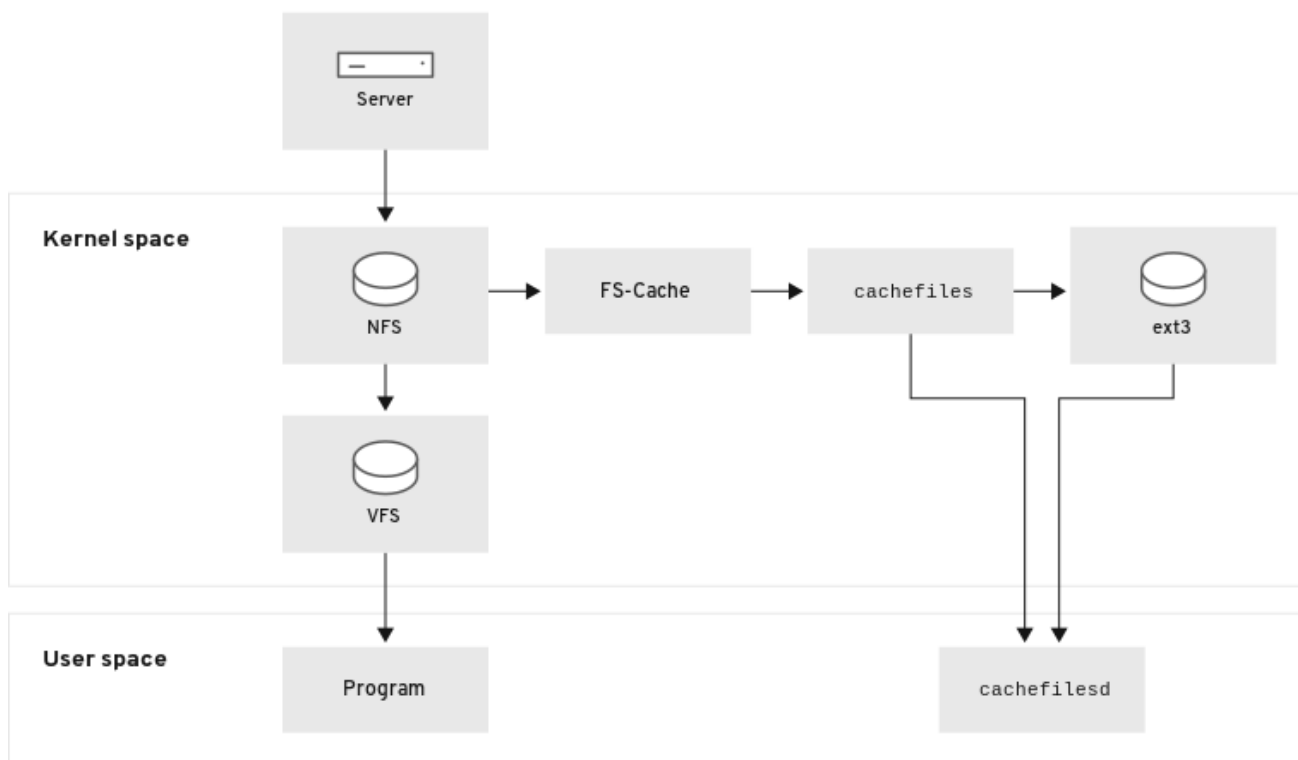 Server
Kernel space
NFS
FS-Cache
cachefiles
ext3
VFS
User space
Program
cachefilesd